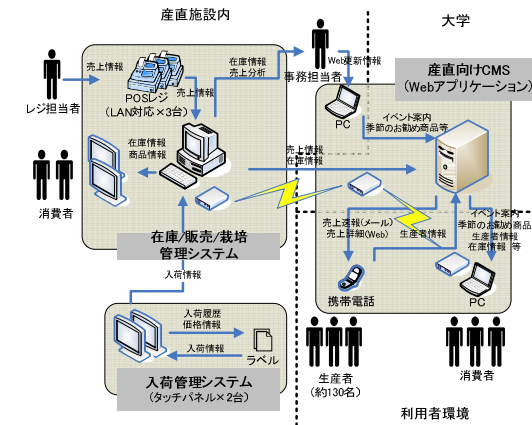 産直施設内
大学
レジ担当者
売上情報
POSレジ
(LAN対応×3台)
売上情報
在庫情報
売上分析
事務担当者
Web更新情報
産直向けCMS
(Webアプリケーション)
PC
イベント案内
季節のお勧め商品等
在庫情報
商品情報
売上情報
在庫情報
消費者
在庫/販売/栽培
管理システム
売上速報(メール)
売上詳細(Web)
生産者情報
イベント案内
季節のお勧め商品
生産者情報
在庫情報 等
入荷情報
携帯電話
PC
入荷履歴
価格情報
入荷情報
ラベル
入荷管理システム
(タッチパネル×2台)
生産者
(約130名)
消費者
利用者環境